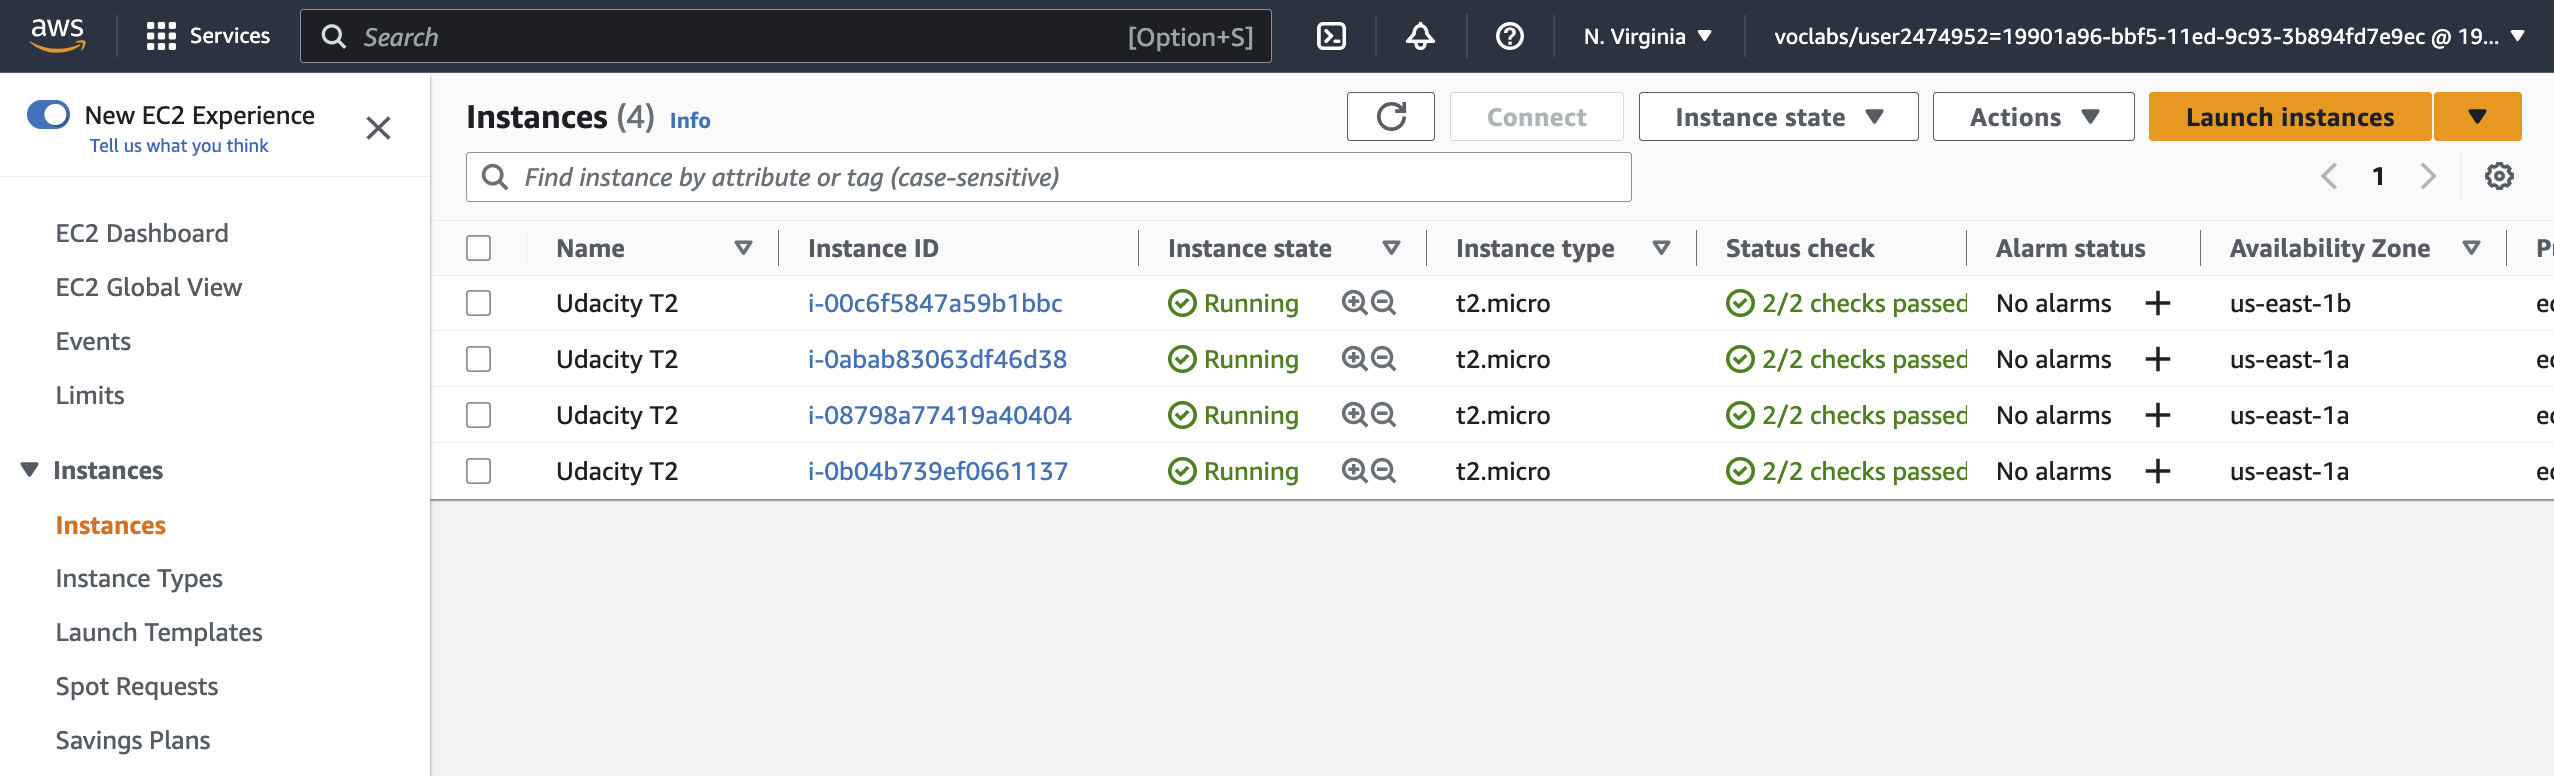 aws Services Search [Option+S] N. Virginia voclabs/user2474952=19901a96-bbf5-11ed-9c93-3b894fd7e9ec @ 19...
New EC2 Experience
Tell us what you think
EC2 Dashboard
EC2 Global View
Events
Limits
Instances
Instances
Instance Types
Launch Templates
Spot Requests
Savings Plans
Instances (4) Info Connect Instance state Actions Launch instances
Find instance by attribute or tag (case-sensitive) 1
Name Instance ID Instance state Instance type Status check Alarm status Availability Zone
Udacity T2 i-00c6f5847a59b1bbc Running t2.micro 2/2 checks passed No alarms + us-east-1b
Udacity T2 i-0abab83063df46d38 Running t2.micro 2/2 checks passed No alarms + us-east-1a
Udacity T2 i-08798a77419a40404 Running t2.micro 2/2 checks passed No alarms + us-east-1a
Udacity T2 i-0b04b739ef0661137 Running t2.micro 2/2 checks passed No alarms + us-east-1a